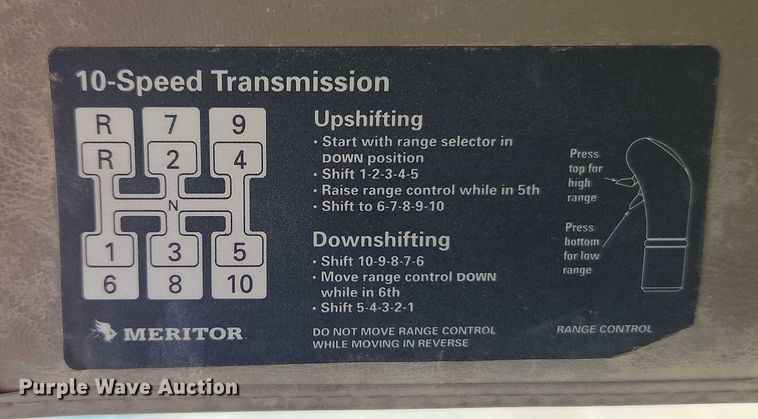 10-Speed Transmission
R 7 9
R 2 4
N
1 3 5
6 8 10
MERITOR
Upshifting
· Start with range selector in
DOWN position
· Shift 1-2-3-4-5
· Raise range control while in 5th
· Shift to 6-7-8-9-10
Downshifting
· Shift 10-9-8-7-6
· Move range control DOWN
while in 6th
· Shift 5-4-3-2-1
DO NOT MOVE RANGE CONTROL
WHILE MOVING IN REVERSE
Press
top for
high
range
Press
bottom
for low
range
RANGE CONTROL
Purple Wave Auction